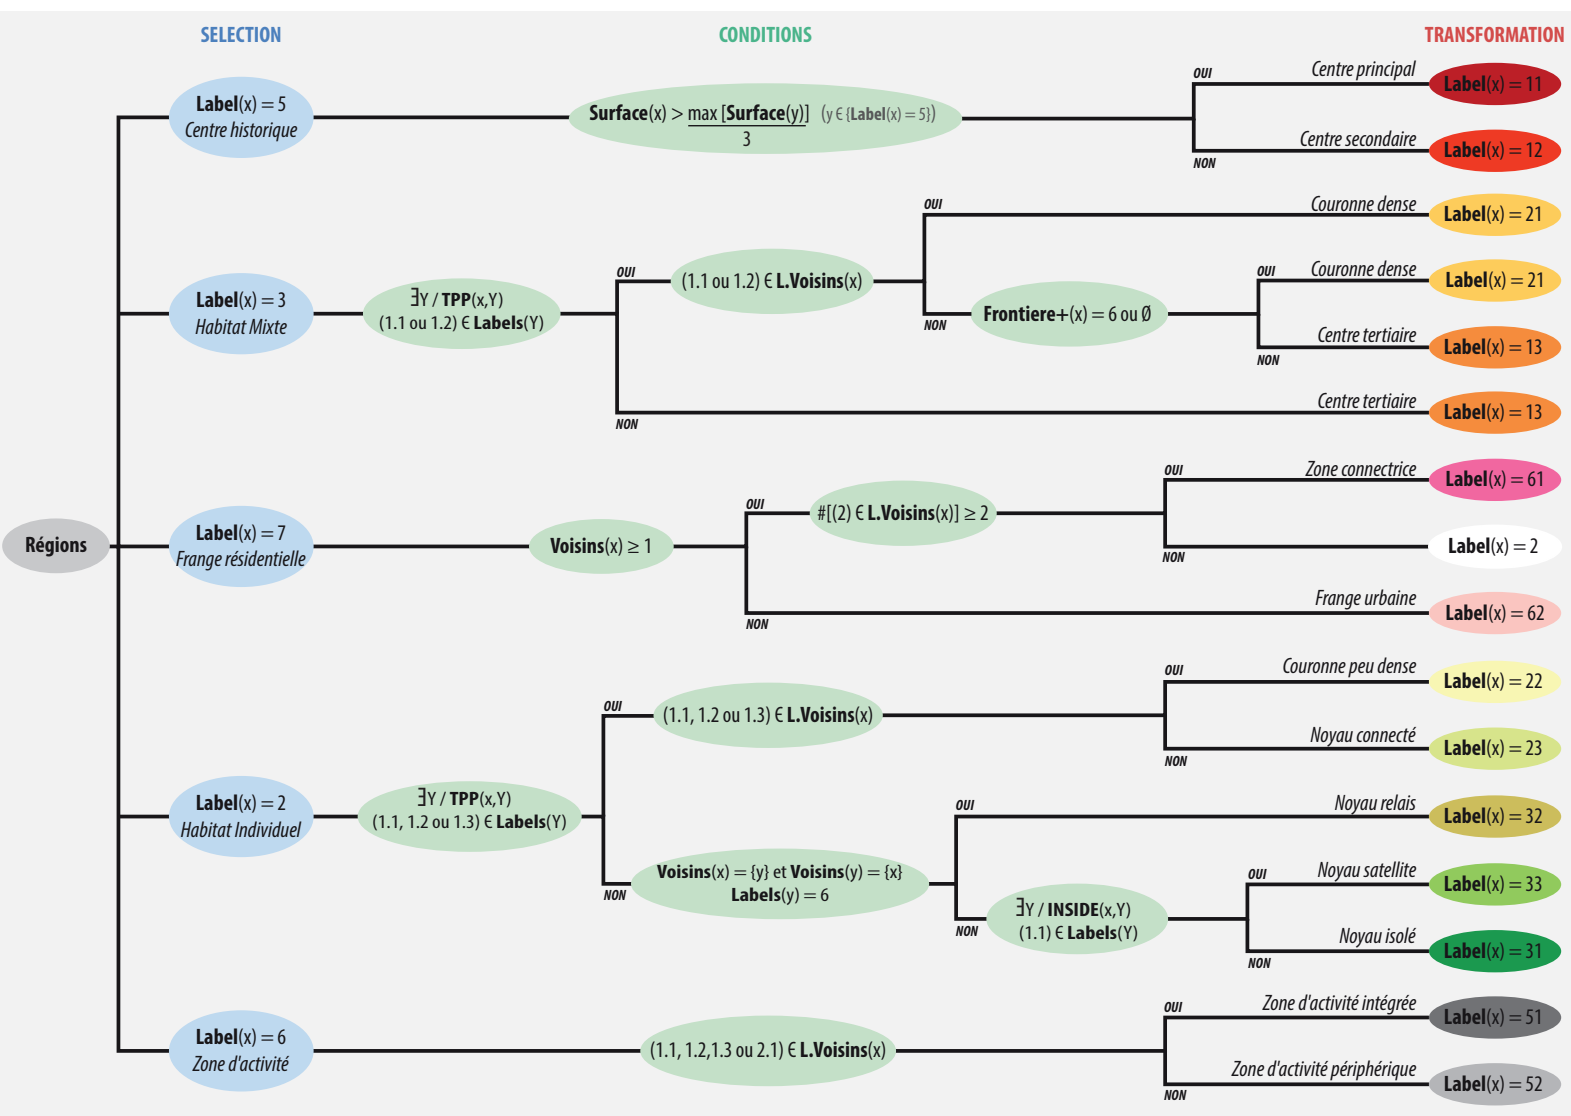 SELECTION
CONDITIONS
TRANSFORMATION
Régions
Label(x) = 5
Centre historique
Surface(x) > max [Surface(y)] (y ∈ {Label(x) = 5})
3
OUI
Centre principal
Label(x) = 11
NON
Centre secondaire
Label(x) = 12
Label(x) = 3
Habitat Mixte
∃Y / TPP(x,Y)
(1.1 ou 1.2) ∈ Labels(Y)
OUI
(1.1 ou 1.2) ∈ L.Voisins(x)
OUI
Couronne dense
Label(x) = 21
NON
Frontiere+(x) = 6 ou Ø
OUI
Couronne dense
Label(x) = 21
NON
Centre tertiaire
Label(x) = 13
NON
Centre tertiaire
Label(x) = 13
Label(x) = 7
Frange résidentielle
Voisins(x) ≥ 1
OUI
#[(2) ∈ L.Voisins(x)] ≥ 2
OUI
Zone connectrice
Label(x) = 61
NON
Label(x) = 2
NON
Frange urbaine
Label(x) = 62
Label(x) = 2
Habitat Individuel
∃Y / TPP(x,Y)
(1.1, 1.2 ou 1.3) ∈ Labels(Y)
OUI
(1.1, 1.2 ou 1.3) ∈ L.Voisins(x)
OUI
Couronne peu dense
Label(x) = 22
NON
Noyau connecté
Label(x) = 23
NON
Voisins(x) = {y} et Voisins(y) = {x}
Labels(y) = 6
OUI
Noyau relais
Label(x) = 32
NON
∃Y / INSIDE(x,Y)
(1.1) ∈ Labels(Y)
OUI
Noyau satellite
Label(x) = 33
NON
Noyau isolé
Label(x) = 31
Label(x) = 6
Zone d'activité
(1.1, 1.2,1.3 ou 2.1) ∈ L.Voisins(x)
OUI
Zone d'activité intégrée
Label(x) = 51
NON
Zone d'activité périphérique
Label(x) = 52